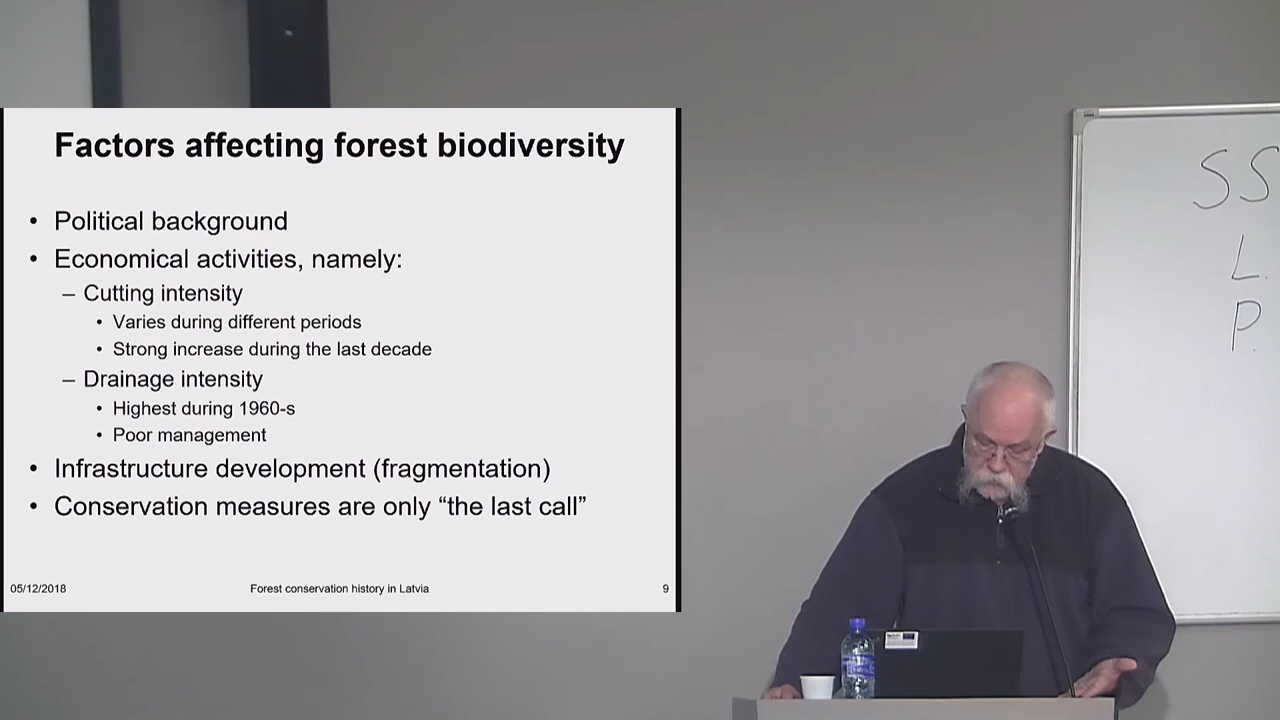 Factors affecting forest biodiversity
• Political background
• Economical activities, namely:
– Cutting intensity
• Varies during different periods
• Strong increase during the last decade
– Drainage intensity
• Highest during 1960-s
• Poor management
• Infrastructure development (fragmentation)
• Conservation measures are only “the last call”
05/12/2018 Forest conservation history in Latvia 9
SS
L.
P.